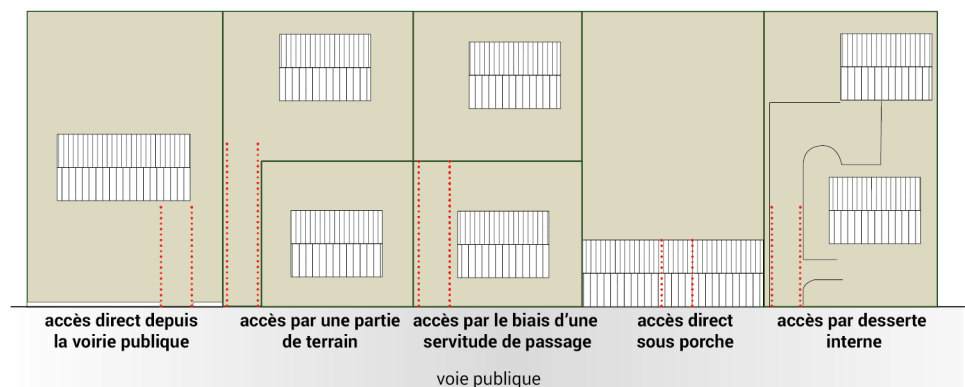 accès direct depuis
la voirie publique
accès par une partie
de terrain
accès par le biais d'une
servitude de passage
accès direct
sous porche
accès par desserte
interne
voie publique